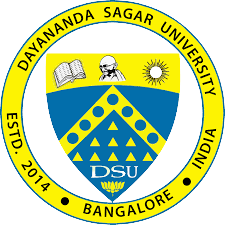 DAYANANDA SAGAR UNIVERSITY
ESTD. 2014 • BANGALORE • INDIA
DSU